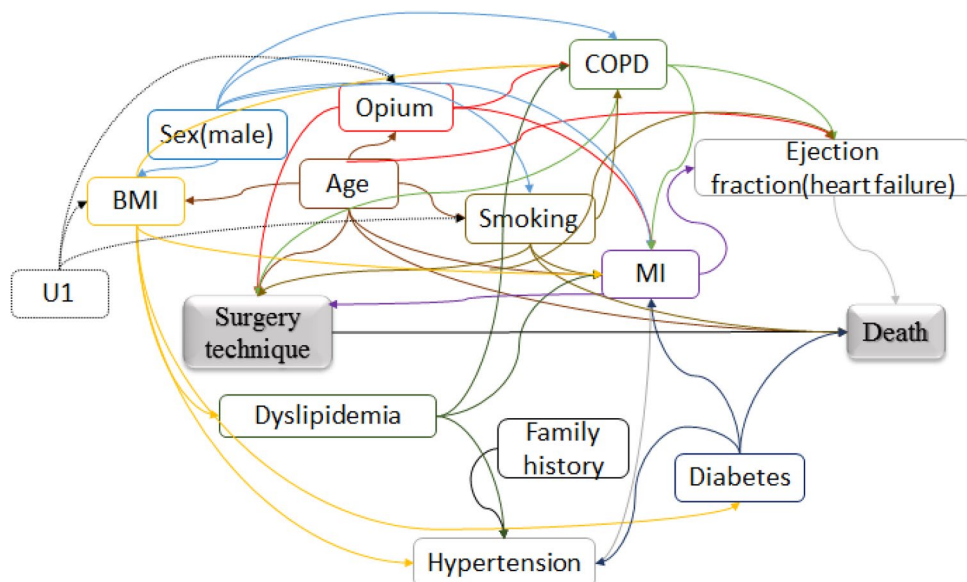 COPD
Opium
Sex(male)
Ejection
fraction(heart failure)
Age
BMI
Smoking
MI
U1
Surgery
technique
Death
Dyslipidemia
Family
history
Diabetes
Hypertension